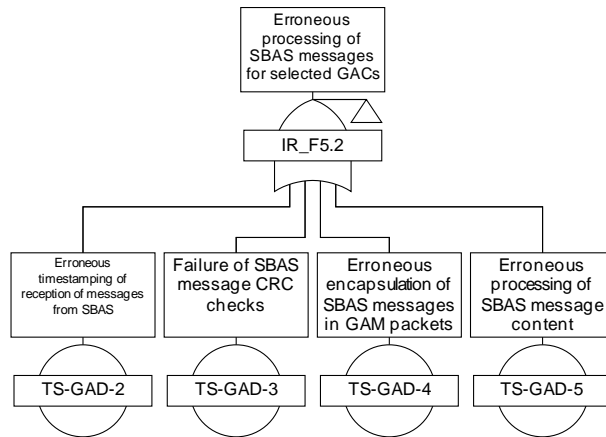 Erroneous
processing of
SBAS messages
for selected GACs
IR_F5.2
Erroneous
timestamping of
reception of messages
from SBAS
Failure of SBAS
message CRC
checks
Erroneous
encapsulation of
SBAS messages
in GAM packets
Erroneous
processing of
SBAS message
content
TS-GAD-2
TS-GAD-3
TS-GAD-4
TS-GAD-5